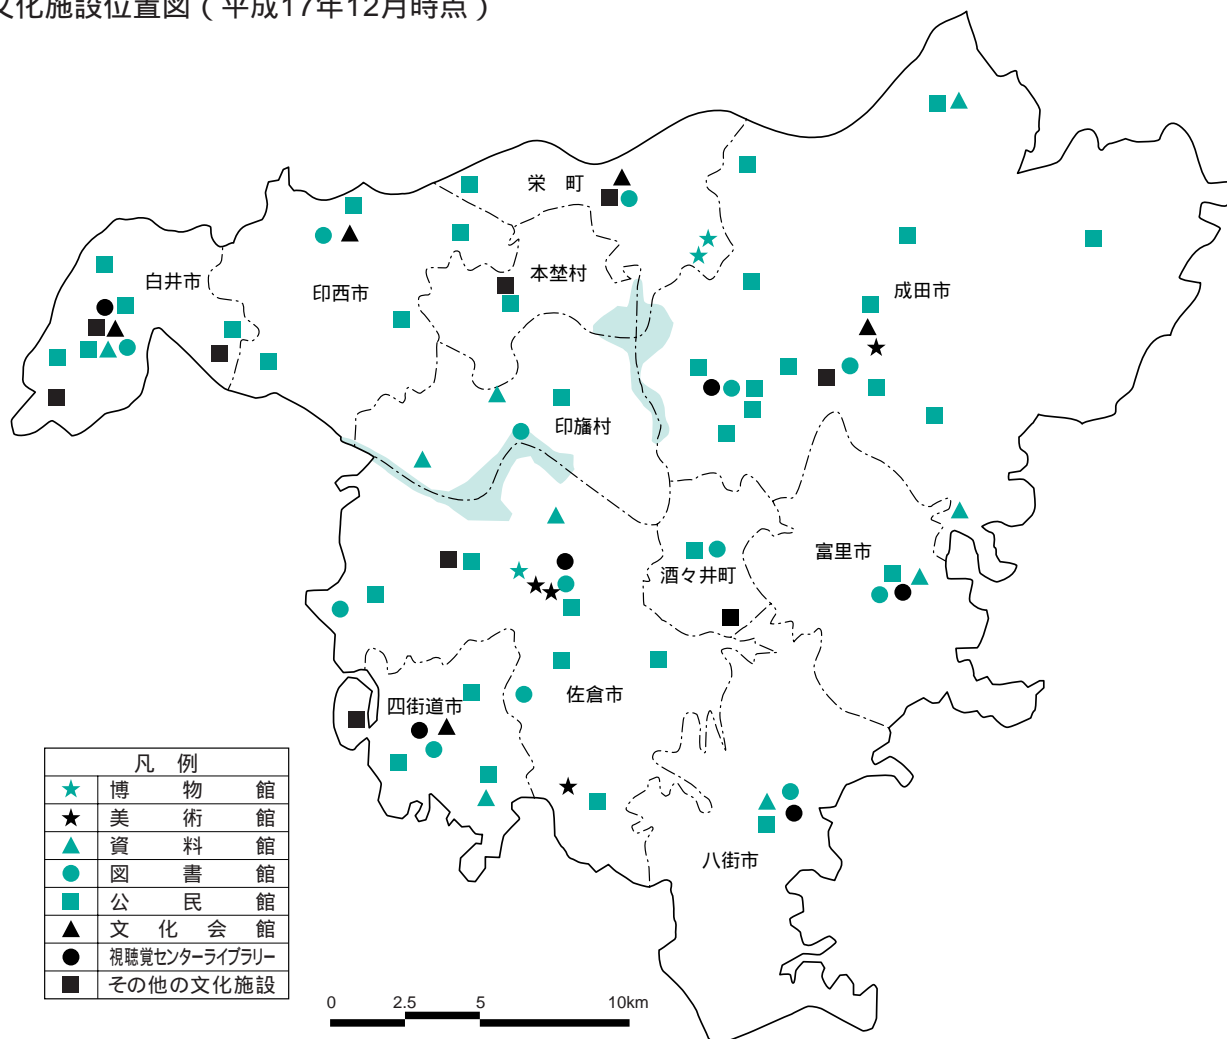 文化施設位置図（平成17年12月時点）
栄町
本埜村
白井市
印西市
成田市
印旛村
富里市
酒々井町
佐倉市
四街道市
八街市
凡例
博物館
美術館
資料館
図書館
公民館
文化会館
視聴覚センターライブラリー
その他の文化施設
0 2.5 5 10km